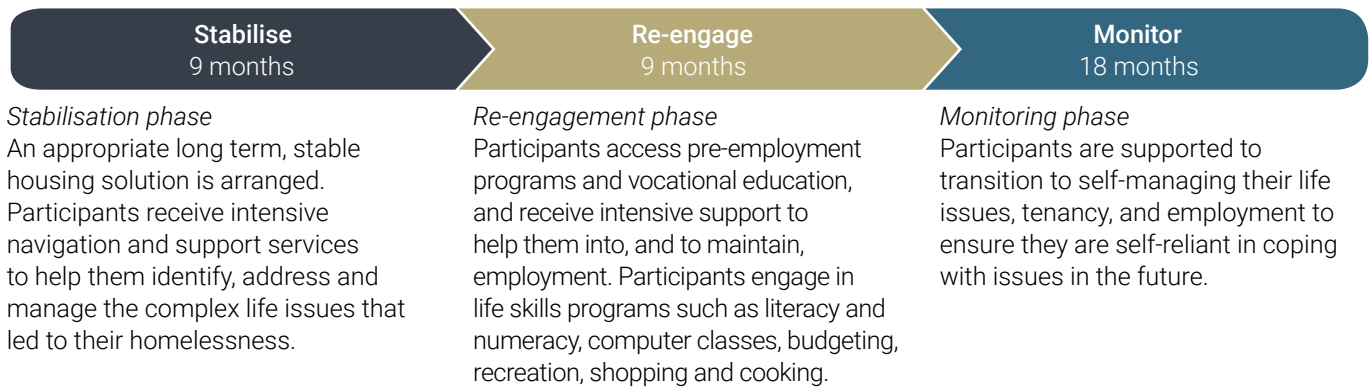 Stabilise
9 months
Re-engage
9 months
Monitor
18 months
Stabilisation phase
An appropriate long term, stable
housing solution is arranged.
Participants receive intensive
navigation and support services
to help them identify, address and
manage the complex life issues that
led to their homelessness.
Re-engagement phase
Participants access pre-employment
programs and vocational education,
and receive intensive support to
help them into, and to maintain,
employment. Participants engage in
life skills programs such as literacy and
numeracy, computer classes, budgeting,
recreation, shopping and cooking.
Monitoring phase
Participants are supported to
transition to self-managing their life
issues, tenancy, and employment to
ensure they are self-reliant in coping
with issues in the future.